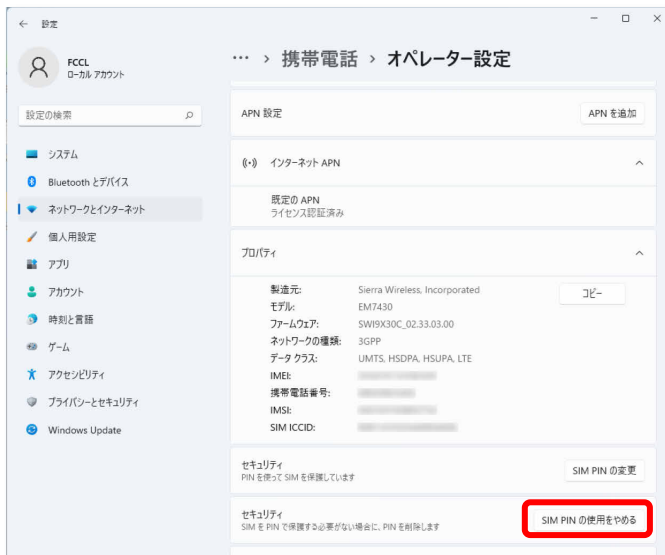 設定
FCCL
ローカル アカウント
設定の検索
システム
Bluetooth とデバイス
ネットワークとインターネット
個人用設定
アプリ
アカウント
時刻と言語
ゲーム
アクセシビリティ
プライバシーとセキュリティ
Windows Update
… › 携帯電話 › オペレーター設定
APN 設定 APN を追加
インターネット APN
既定の APN
ライセンス認証済み
プロパティ
製造元: Sierra Wireless, Incorporated コピー
モデル: EM7430
ファームウェア: SWI9X30C_02.33.03.00
ネットワークの種類: 3GPP
データ クラス: UMTS, HSDPA, HSUPA, LTE
IMEI:
携帯電話番号:
IMSI:
SIM ICCID:
セキュリティ
PIN を使って SIM を保護しています
SIM PIN の変更
セキュリティ
SIM を PIN で保護する必要がない場合に、PIN を削除します
SIM PIN の使用をやめる